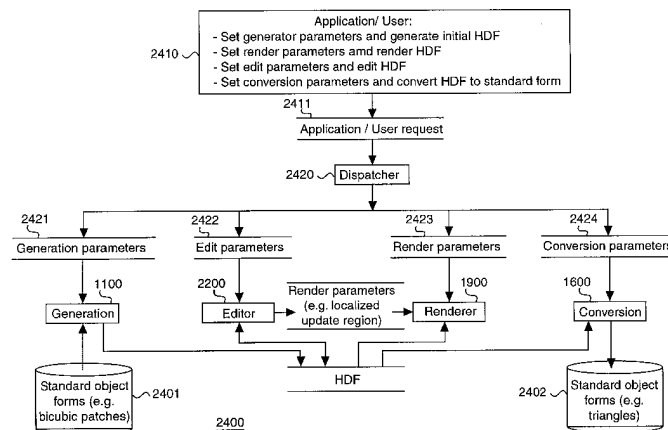 Application/ User:
- Set generator parameters and generate initial HDF
- Set render parameters amd render HDF
- Set edit parameters and edit HDF
- Set conversion parameters and convert HDF to standard form
2410
2411
Application / User request
2420
Dispatcher
2421
2422
2423
2424
Generation parameters
Edit parameters
Render parameters
Conversion parameters
1100
2200
Render parameters
(e.g. localized
update region)
1900
1600
Generation
Editor
Renderer
Conversion
HDF
Standard object
forms (e.g.
bicubic patches)
2401
2402
Standard object
forms (e.g.
triangles)
2400